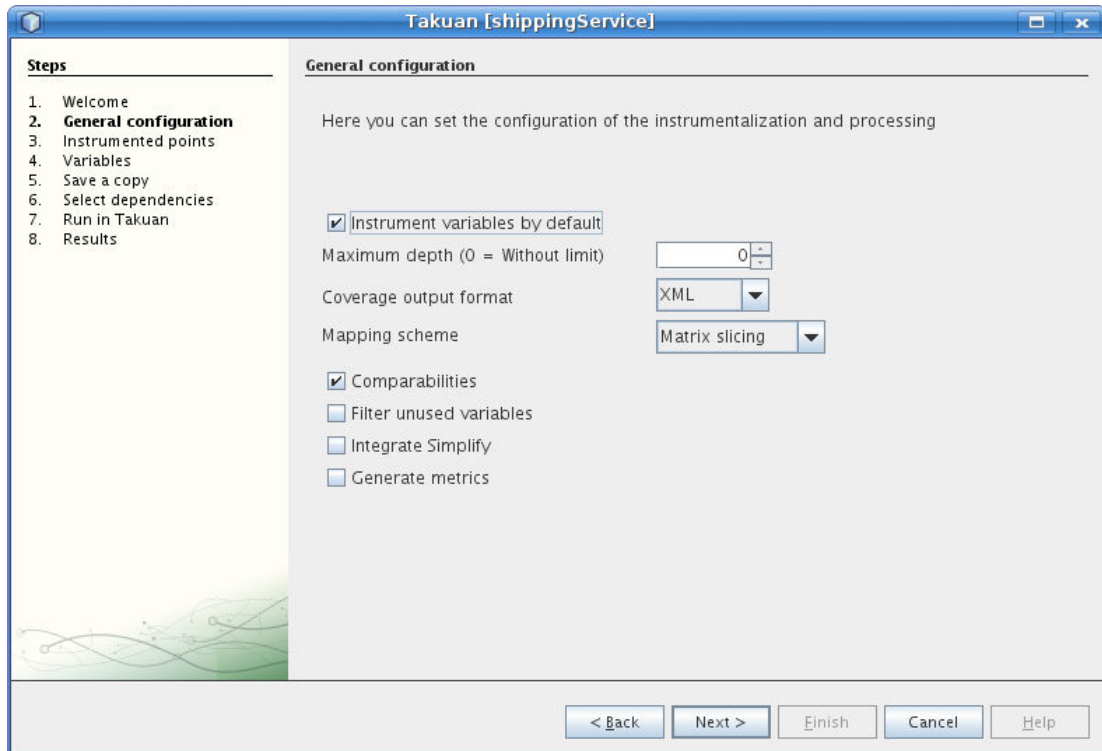 Takuan [shippingService]
Steps
1. Welcome
2. General configuration
3. Instrumented points
4. Variables
5. Save a copy
6. Select dependencies
7. Run in Takuan
8. Results
General configuration
Here you can set the configuration of the instrumentalization and processing
Instrument variables by default
Maximum depth (0 = Without limit) 0
Coverage output format XML
Mapping scheme Matrix slicing
Comparabilities
Filter unused variables
Integrate Simplify
Generate metrics
< Back Next > Finish Cancel Help